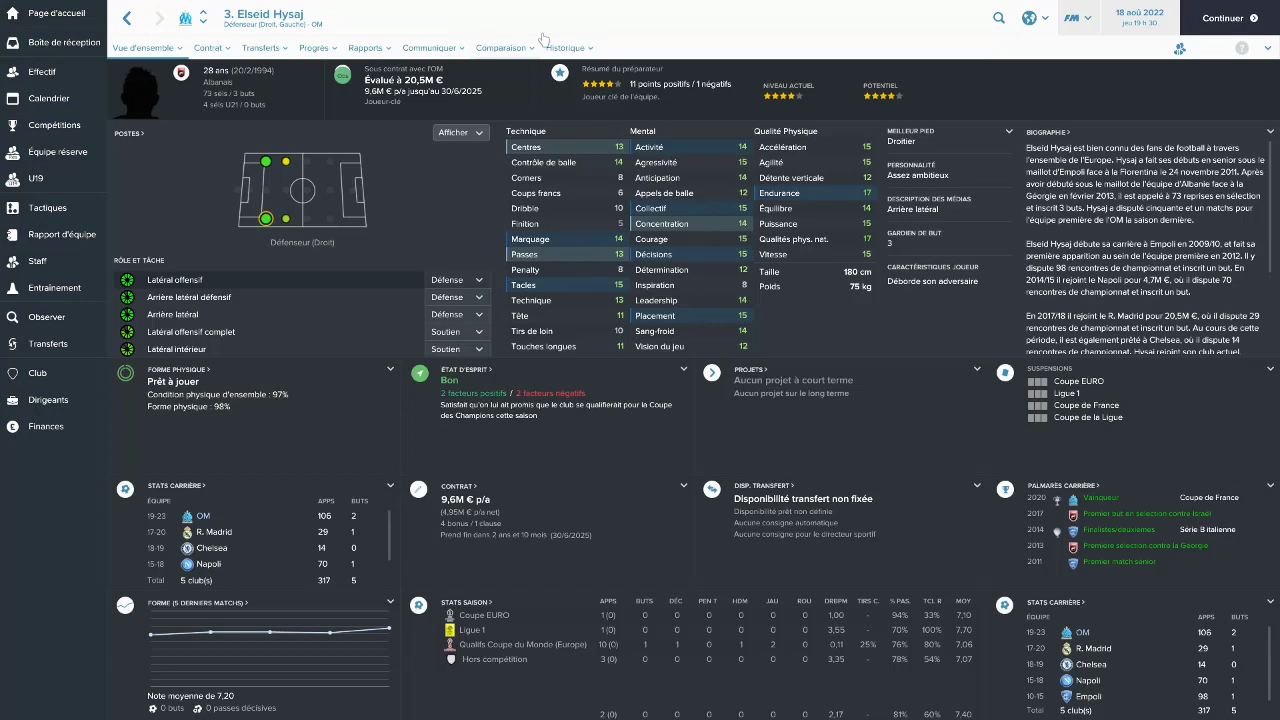 Page d'accueil
Boîte de réception
Effectif
Calendrier
Compétitions
Équipe réserve
U19
Tactiques
Rapport d'équipe
Staff
Entrainement
Observer
Transferts
Club
Dirigeants
Finances
3. Elseid Hysaj
Défenseur (Droit, Gauche) - OM
FM
18 août 2022
jeu 19 h 30
Continuer
Vue d'ensemble
Contrat
Transferts
Progrès
Rapports
Communiquer
Comparaison
Historique
28 ans (20/2/1994)
Albanais
73 séls / 3 buts
4 séls U21 / 0 buts
Sous contrat avec l'OM
Évalué à 20,5M €
9,6M € p/a jusqu'au 30/6/2025
Joueur-clé
Résumé du préparateur
11 points positifs / 1 négatifs
Joueur clé de l'équipe.
NIVEAU ACTUEL
POTENTIEL
POSTES >
Afficher
Défenseur (Droit)
RÔLE ET TÂCHE
Latéral offensif Défense
Arrière latéral défensif Défense
Arrière latéral Défense
Latéral offensif complet Soutien
Latéral intérieur Soutien
Technique
Centres 13
Contrôle de balle 14
Corners 8
Coups francs 6
Dribble 10
Finition 5
Marquage 14
Passes 13
Penalty 8
Tacles 15
Technique 13
Tête 11
Tirs de loin 10
Touches longues 11
Mental
Activité 14
Agressivité 15
Anticipation 14
Appels de balle 12
Collectif 15
Concentration 14
Courage 15
Décisions 15
Détermination 12
Inspiration 8
Leadership 14
Placement 15
Sang-froid 14
Vision du jeu 12
Qualité Physique
Accélération 15
Agilité 15
Détente verticale 12
Endurance 17
Équilibre 14
Puissance 15
Qualités phys. nat. 17
Vitesse 15
Taille 180 cm
Poids 75 kg
MEILLEUR PIED
Droitier
PERSONNALITÉ
Assez ambitieux
DESCRIPTION DES MÉDIAS
Arrière latéral
GARDIEN DE BUT
3
CARACTÉRISTIQUES JOUEUR
Déborde son adversaire
BIOGRAPHIE >
Elseid Hysaj est bien connu des fans de football à travers
l'ensemble de l'Europe. Hysaj a fait ses débuts en senior sous le
maillot d'Empoli face à la Fiorentina le 24 novembre 2011. Après
avoir débuté sous le maillot de l'équipe d'Albanie face à la
Géorgie en février 2013, il est appelé à 73 reprises en sélection
et inscrit 3 buts. Hysaj a disputé cinquante et un matchs pour
l'équipe première de l'OM la saison dernière.
Elseid Hysaj débute sa carrière à Empoli en 2009/10, et fait sa
première apparition au sein de l'équipe première en 2012. Il y
dispute 98 rencontres de championnat et inscrit un but. En
2014/15 il rejoint le Napoli pour 4,7M €, où il dispute 70
rencontres de championnat et inscrit un but.
En 2017/18 il rejoint le R. Madrid pour 20,5M €, où il dispute 29
rencontres de championnat et inscrit un but. Au cours de cette
période, il est également prêté à Chelsea, où il dispute 14
rencontres de championnat. Hysaj rejoint son club actuel,
FORME PHYSIQUE >
Prêt à jouer
Condition physique d'ensemble : 97%
Forme physique : 98%
ÉTAT D'ESPRIT >
Bon
2 facteurs positifs / 2 facteurs négatifs
Satisfait qu'on lui ait promis que le club se qualifierait pour la Coupe
des Champions cette saison
PROJETS >
Aucun projet à court terme
Aucun projet sur le long terme
SUSPENSIONS
Coupe EURO
Ligue 1
Coupe de France
Coupe de la Ligue
STATS CARRIÈRE >
ÉQUIPE APPS BUTS
19-23 OM 106 2
17-20 R. Madrid 29 1
18-19 Chelsea 14 0
15-18 Napoli 70 1
Total 5 club(s) 317 5
CONTRAT >
9,6M € p/a
(4,95M € p/a net)
4 bonus / 1 clause
Prend fin dans 2 ans et 10 mois (30/6/2025)
DISP. TRANSFERT >
Disponibilité transfert non fixée
Disponibilité prêt non définie
Aucune consigne automatique
Aucune consigne pour le directeur sportif
PALMARÈS CARRIÈRE >
2020 Vainqueur Coupe de France
2017 Premier but en sélection contre Israël
2014 Finalistes/deuxièmes Série B italienne
2013 Première sélection contre la Géorgie
2011 Premier match senior
FORME (5 DERNIERS MATCHS) >
Note moyenne de 7,20
0 buts 0 passes décisives
STATS SAISON > APPS BUTS DÉC PEN T HDM JAU ROU DRBPM TIRS C. % PAS. TCL R MOY
Coupe EURO 1 (0) 0 0 0 0 0 0 1,00 - 94% 33% 7,10
Ligue 1 1 (0) 0 0 0 0 0 0 3,55 - 70% 100% 7,70
Qualifs Coupe du Monde (Europe) 10 (0) 1 1 0 1 2 0 0,11 25% 76% 80% 7,06
Hors compétition 3 (0) 0 0 0 0 0 0 3,35 - 78% 54% 7,07
2 (0) 0 0 0 0 0 0 2,17 - 81% 60% 7,40
STATS CARRIÈRE >
ÉQUIPE APPS BUTS
19-23 OM 106 2
17-20 R. Madrid 29 1
18-19 Chelsea 14 0
15-18 Napoli 70 1
10-15 Empoli 98 1
Total 5 club(s) 317 5